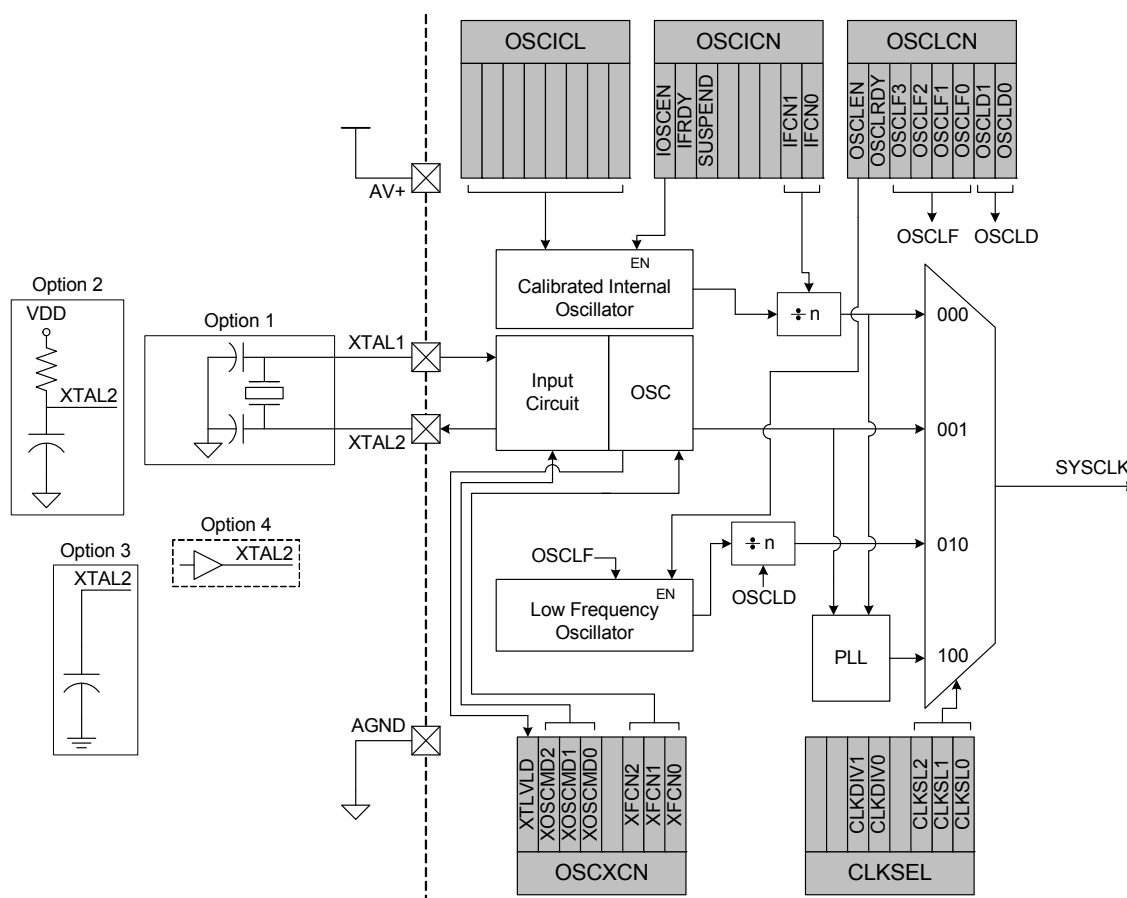 OSCICL
OSCICN
OSCLCN
IOSCEN
IFRDY
SUSPEND
IFCN1
IFCN0
OSCLEN
OSCLRDY
OSCLF3
OSCLF2
OSCLF1
OSCLF0
OSCLD1
OSCLD0
AV+
OSCLF
OSCLD
EN
Calibrated Internal
Oscillator
÷ n
000
Option 2
VDD
XTAL2
Option 1
XTAL1
XTAL2
Input
Circuit
OSC
001
SYSCLK
Option 4
XTAL2
Option 3
XTAL2
OSCLF
EN
Low Frequency
Oscillator
÷ n
OSCLD
010
PLL
100
AGND
XTLVLD
XOSCMD2
XOSCMD1
XOSCMD0
XFCN2
XFCN1
XFCN0
OSCXCN
CLKDIV1
CLKDIV0
CLKSL2
CLKSL1
CLKSL0
CLKSEL